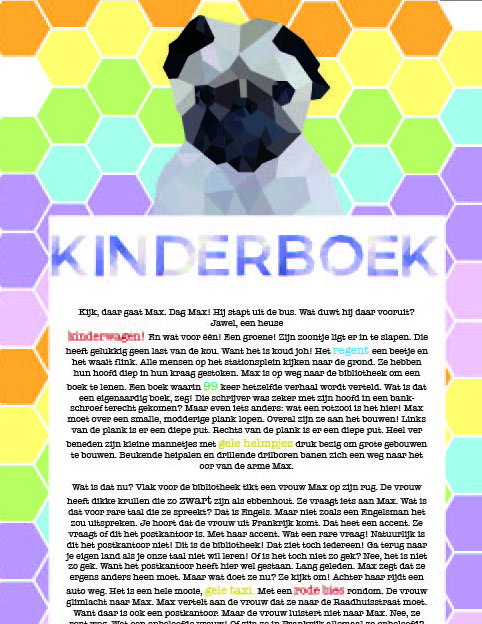 KINDERBOEK
Kijk, daar gaat Max. Dag Max! Hij stapt uit de bus. Wat duwt hij daar vooruit?
Jawel, een heuse
kinderwagen! En wat voor één! Een groene! Zijn zoontje ligt er in te slapen. Die
heeft gelukkig geen last van de kou. Want het is koud joh! Het regent een beetje en
het waait flink. Alle mensen op het stationsplein kijken naar de grond. Ze hebben
hun hoofd diep in hun kraag gestoken. Max is op weg naar de bibliotheek om een
boek te lenen. Een boek waarin 99 keer hetzelfde verhaal wordt verteld. Wat is dat
een eigenaardig boek, zeg! Die schrijver was zeker met zijn hoofd in een bank-
schroef terecht gekomen? Maar even iets anders: wat een rotzooi is het hier! Max
moet over een smalle, modderige plank lopen. Overal zijn ze aan het bouwen! Links
van de plank is er een diepe put. Rechts van de plank is er een diepe put. Heel ver
beneden zijn kleine mannetjes met gele helmpjes druk bezig om grote gebouwen
te bouwen. Beukende heipalen en drillende drilboren banen zich een weg naar het
oor van de arme Max.
Wat is dat nu? Vlak voor de bibliotheek tikt een vrouw Max op zijn rug. De vrouw
heeft dikke krullen die zo zwart zijn als ebbenhout. Ze vraagt iets aan Max. Wat is
dat voor rare taal die ze spreekt? Dat is Engels. Maar niet zoals een Engelsman het
zou uitspreken. Je hoort dat de vrouw uit Frankrijk komt. Dat heet een accent. Ze
vraagt of dit het postkantoor is. Met haar accent. Wat een rare vraag! Natuurlijk is
dit het postkantoor niet! Dit is de bibliotheek! Dat ziet toch iedereen! Ga terug naar
je eigen land als je onze taal niet wil leren! Of is het toch niet zo gek? Nee, het is niet
zo gek. Want het postkantoor heeft hier wel gestaan. Lang geleden. Max zegt dat ze
ergens anders heen moet. Maar wat doet ze nu? Ze kijkt om! Achter haar rijdt een
auto weg. Het is een hele mooie, gele taxi. Met een rode bies rondom. De vrouw
glimlacht naar Max. Max vertelt aan de vrouw dat ze naar de Raadhuisstraat moet.
Want daar is ook een postkantoor. Maar de vrouw luistert niet naar Max. Nee, ze